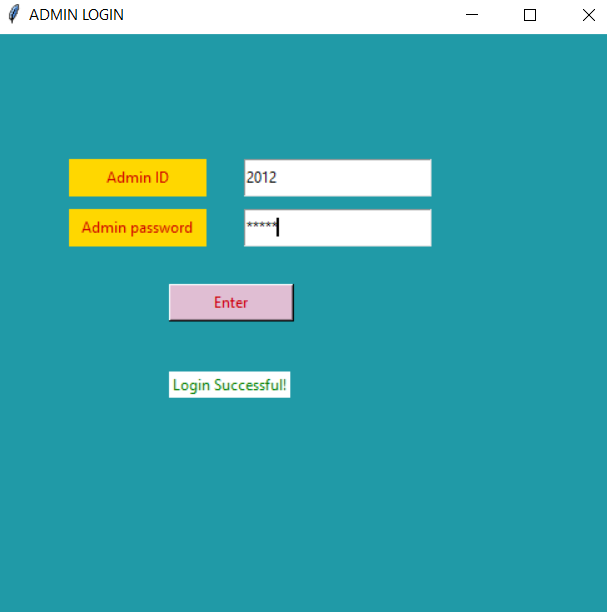 ADMIN LOGIN
Admin ID 2012
Admin password *****
Enter
Login Successful!